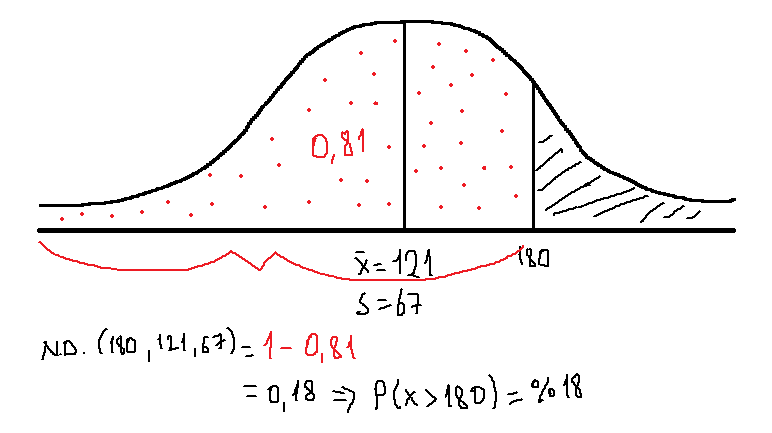 0,81
x̄=121
180
S=67
N.D. (180, 121, 67) = 1-0,81
= 0,18 ⇒ P(x>180) = %18